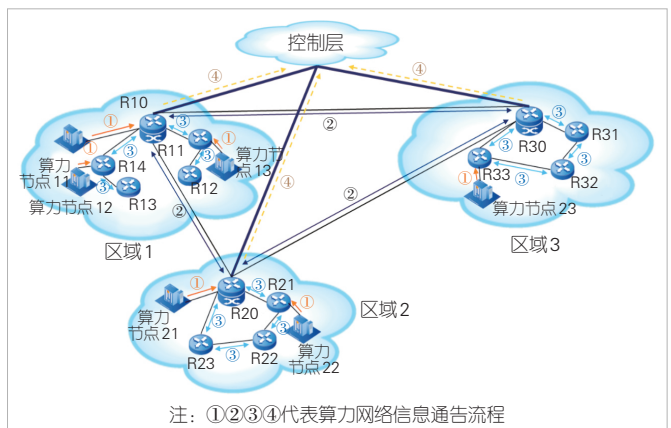 控制层
④
④
R10
①
③
②
③
R30
R31
①
R11
③
①
③
③
算力
节点11
R14
③
R12
算力节
点13
④
R33
③
R32
①
③
R13
算力节点12
②
②
算力节点23
区域1
区域3
①
③
R21
①
区域2
算力
节点21
R20
③
③
R23
③
R22
算力
节点22
注：①②③④代表算力网络信息通告流程